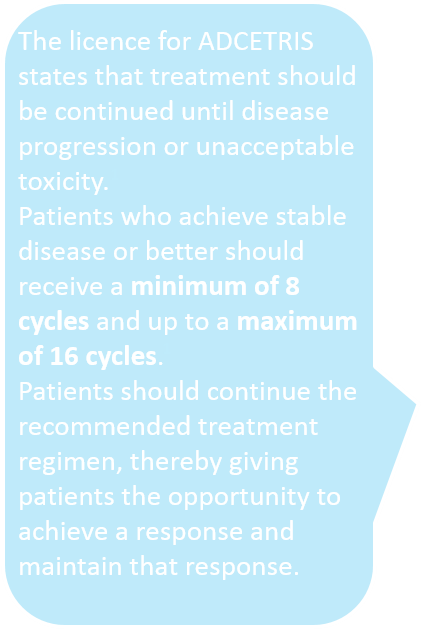 The licence for ADCETRIS
states that treatment should
be continued until disease
progression or unacceptable
toxicity.
Patients who achieve stable
disease or better should
receive a minimum of 8
cycles and up to a maximum
of 16 cycles.
Patients should continue the
recommended treatment
regimen, thereby giving
patients the opportunity to
achieve a response and
maintain that response.